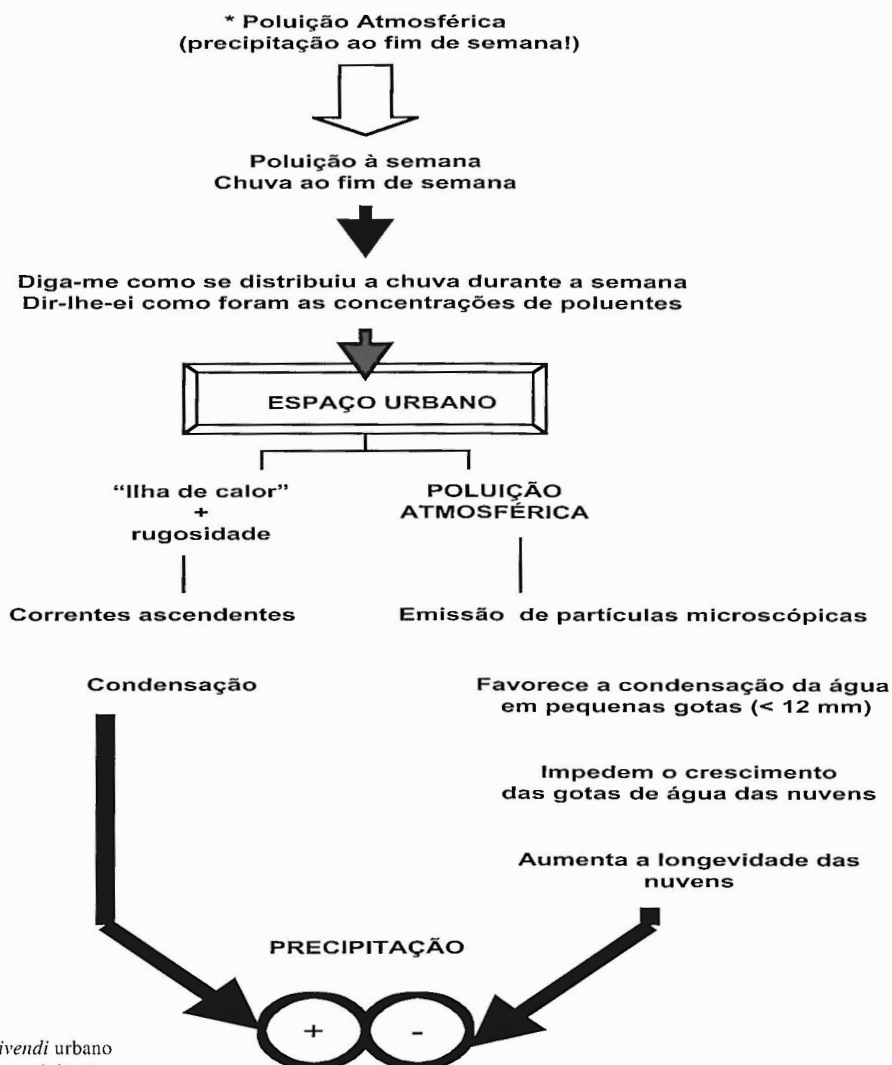 * Poluição Atmosférica
(precipitação ao fim de semana!)
Poluição à semana
Chuva ao fim de semana
Diga-me como se distribuiu a chuva durante a semana
Dir-lhe-ei como foram as concentrações de poluentes
ESPAÇO URBANO
“Ilha de calor”
+
rugosidade
POLUIÇÃO
ATMOSFÉRICA
Correntes ascendentes
Emissão de partículas microscópicas
Condensação
Favorece a condensação da água
em pequenas gotas (< 12 mm)
Impedem o crescimento
das gotas de água das nuvens
Aumenta a longevidade das
nuvens
PRECIPITAÇÃO
+
-
urbano